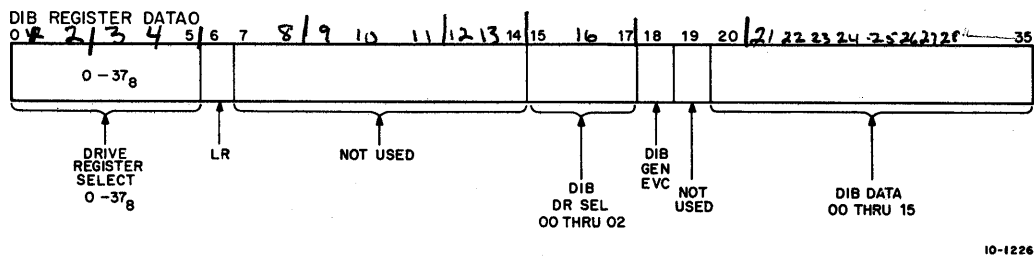 DIB REGISTER DATAO
0 1/2 2 3 4 5 6 7 8 9 10 11 12 13 14 15 16 17 18 19 20 21 22 23 24 25 26 27 28 35
0 -37₈
DRIVE REGISTER SELECT 0 -37₈
LR
NOT USED
DIB DR SEL 00 THRU 02
DIB GEN EVC
NOT USED
DIB DATA 00 THRU 15
10-1226